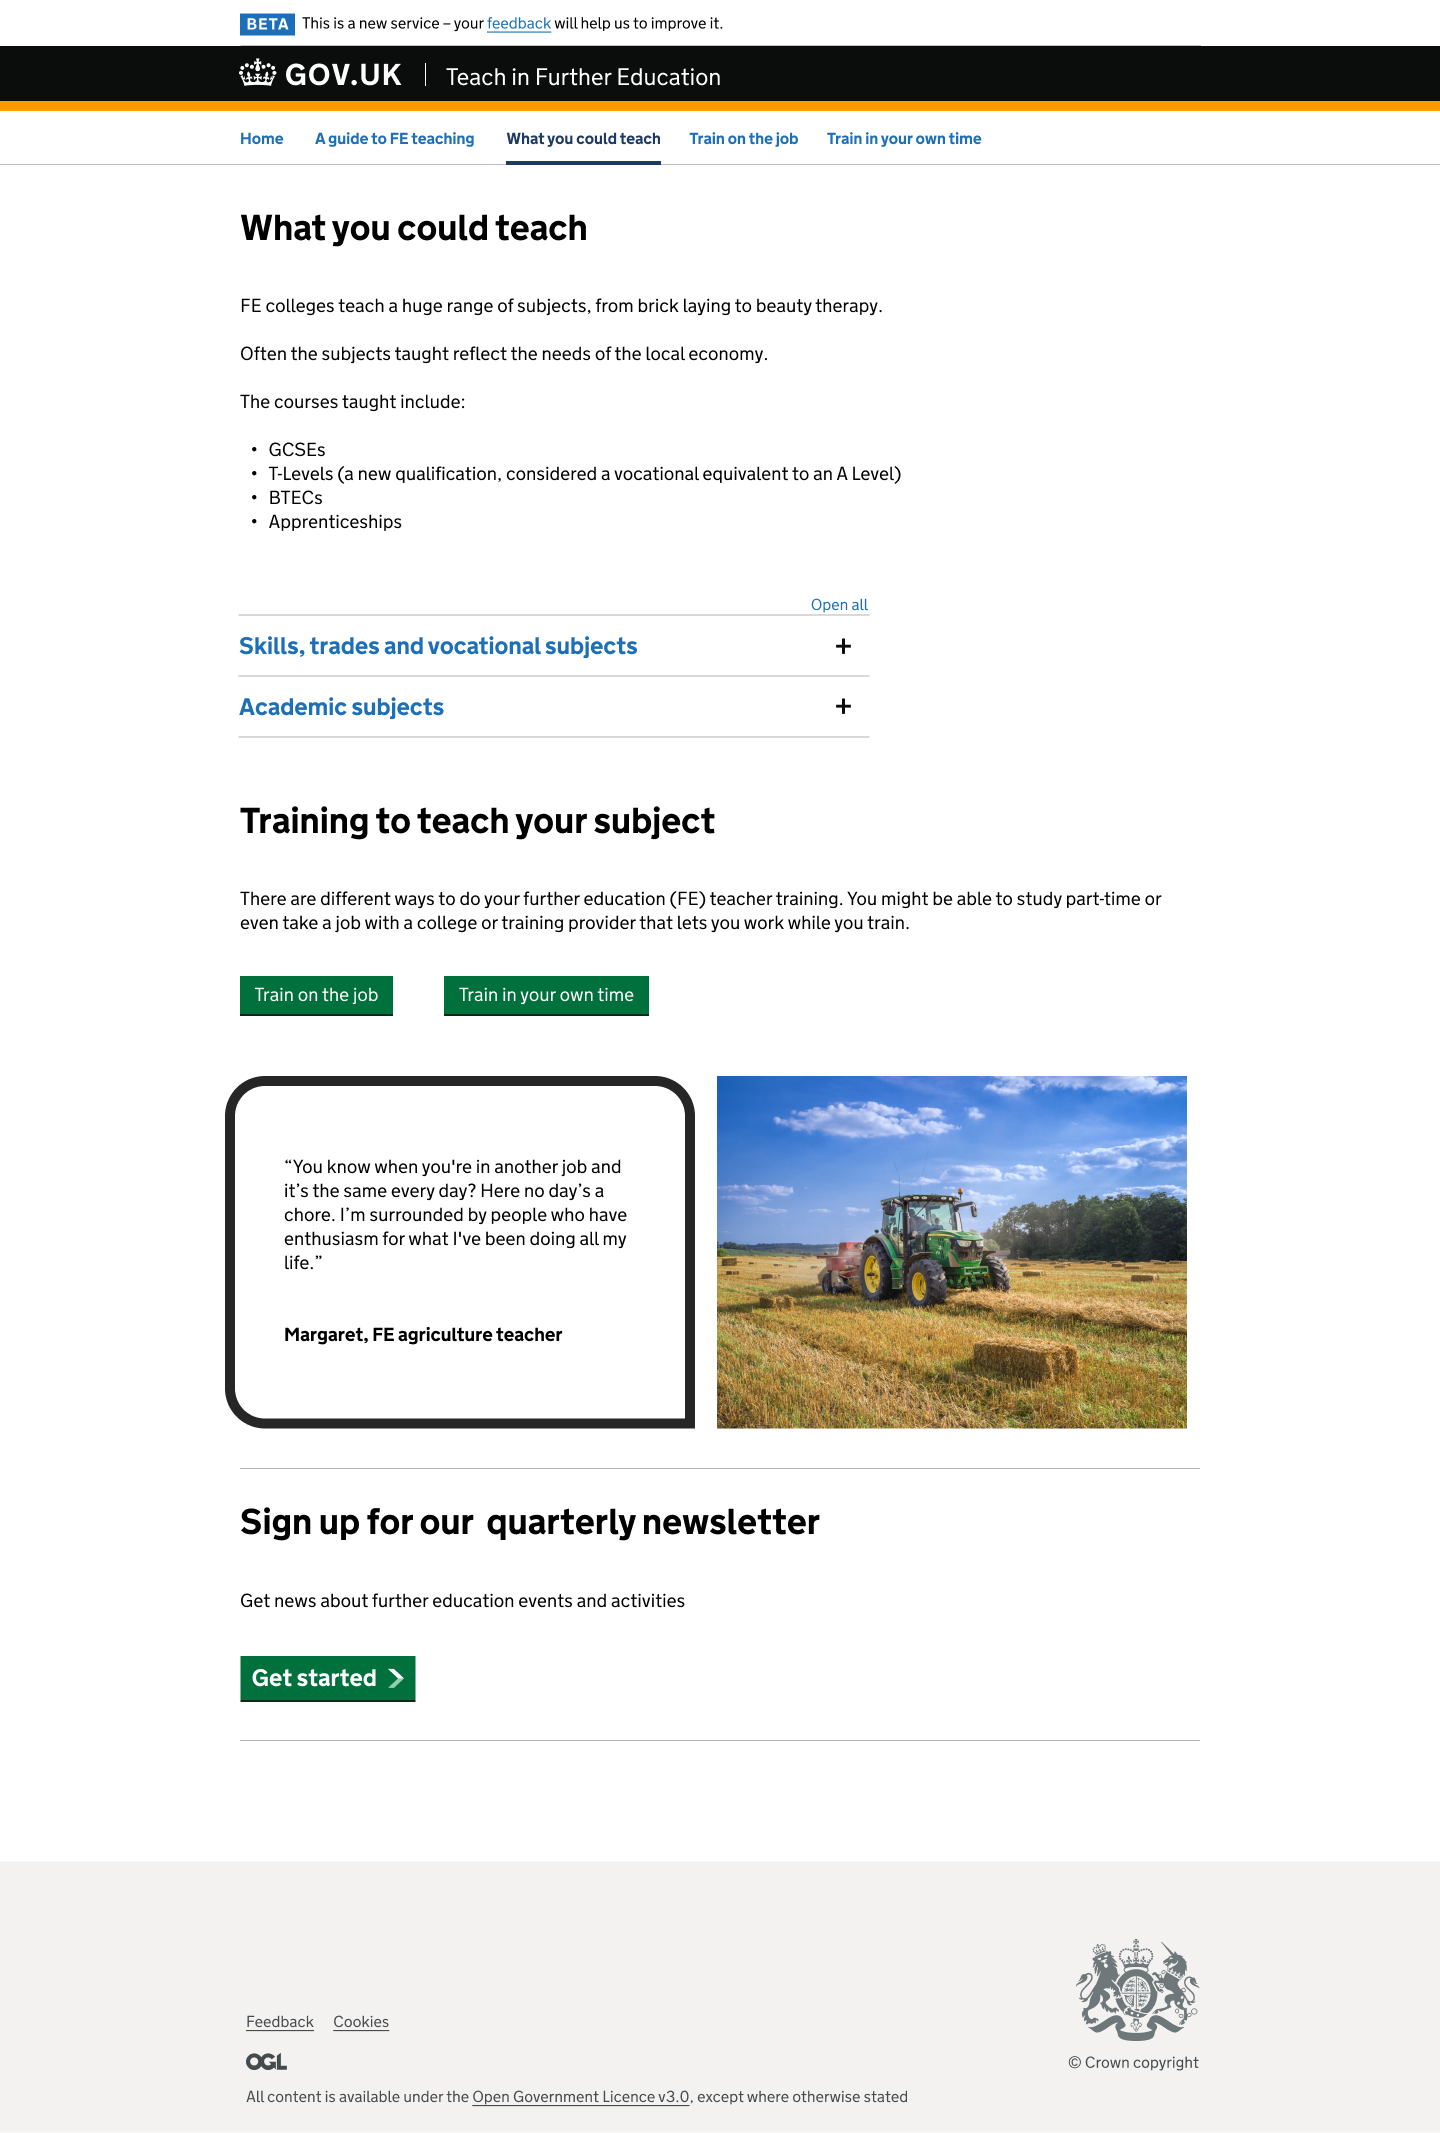 BETA This is a new service – your feedback will help us to improve it.
GOV.UK Teach in Further Education
Home A guide to FE teaching What you could teach Train on the job Train in your own time
What you could teach
FE colleges teach a huge range of subjects, from brick laying to beauty therapy.
Often the subjects taught reflect the needs of the local economy.
The courses taught include:
• GCSEs
• T-Levels (a new qualification, considered a vocational equivalent to an A Level)
• BTECs
• Apprenticeships
Open all
Skills, trades and vocational subjects +
Academic subjects +
Training to teach your subject
There are different ways to do your further education (FE) teacher training. You might be able to study part-time or
even take a job with a college or training provider that lets you work while you train.
Train on the job Train in your own time
“You know when you're in another job and
it’s the same every day? Here no day’s a
chore. I’m surrounded by people who have
enthusiasm for what I've been doing all my
life.”
Margaret, FE agriculture teacher
Sign up for our quarterly newsletter
Get news about further education events and activities
Get started
Feedback Cookies
OGL
© Crown copyright
All content is available under the Open Government Licence v3.0, except where otherwise stated